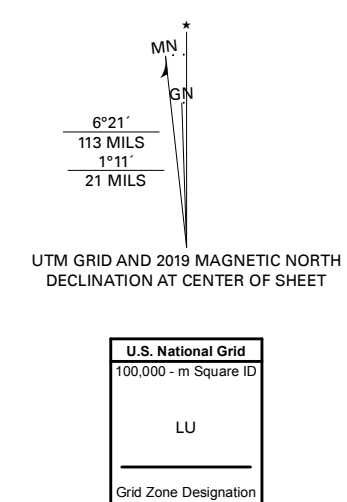 ★
MN
GN
6°21´
113 MILS
1°11´
21 MILS
UTM GRID AND 2019 MAGNETIC NORTH
DECLINATION AT CENTER OF SHEET
U.S. National Grid
100,000 - m Square ID
LU
Grid Zone Designation